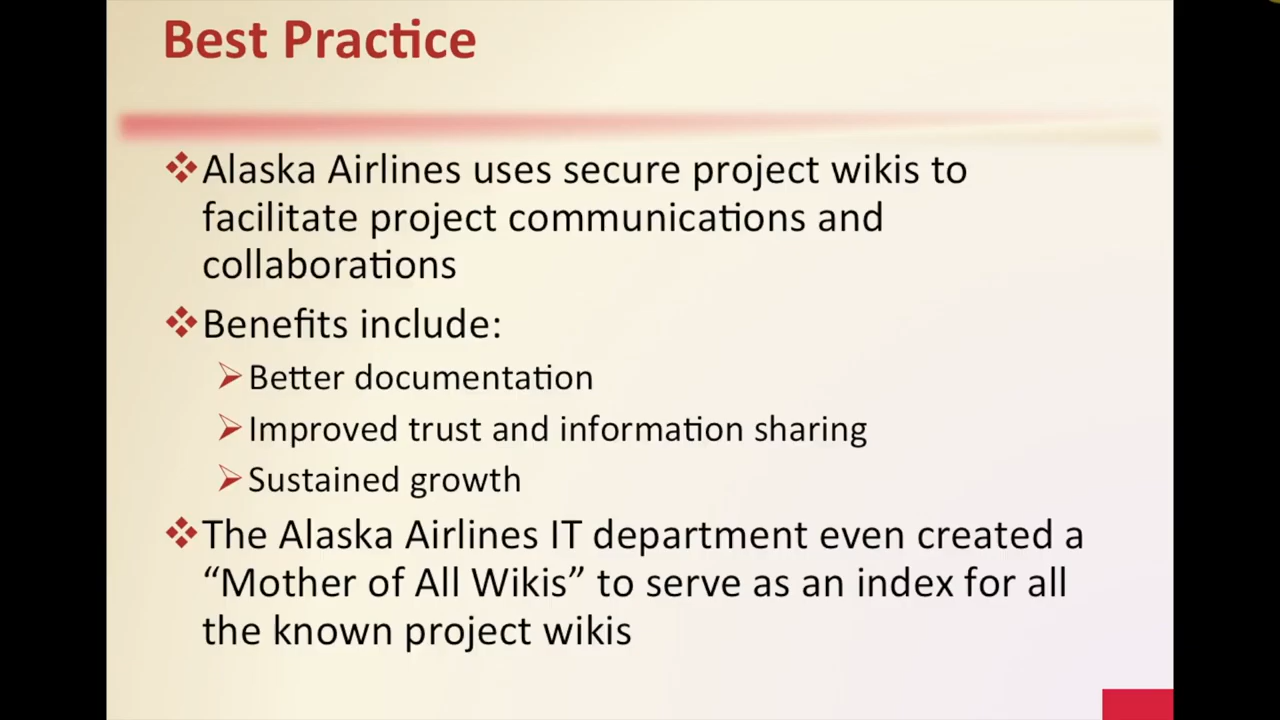 Best Practice
Alaska Airlines uses secure project wikis to
facilitate project communications and
collaborations
Benefits include:
Better documentation
Improved trust and information sharing
Sustained growth
The Alaska Airlines IT department even created a
“Mother of All Wikis” to serve as an index for all
the known project wikis